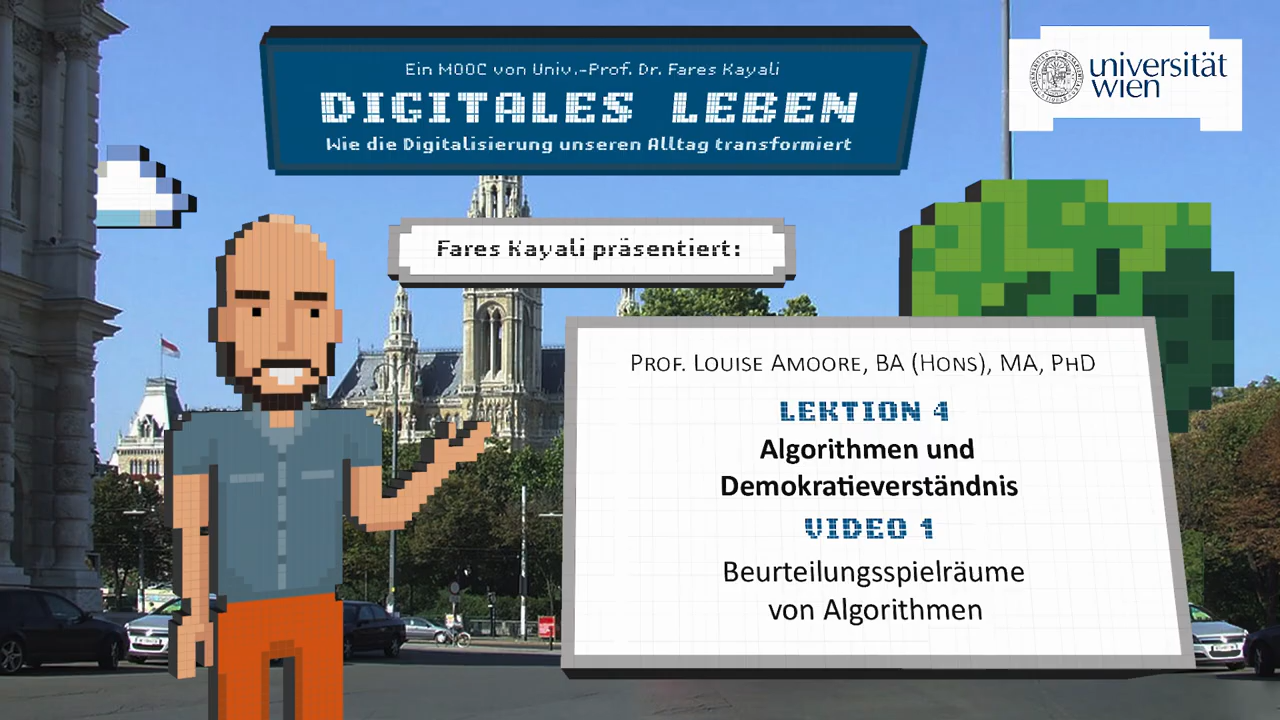 Ein MOOC von Univ.-Prof. Dr. Fares Kayali
DIGITALES LEBEN
Wie die Digitalisierung unseren Alltag transformiert
universität
wien
Fares Kayali präsentiert:
PROF. LOUISE AMOORE, BA (HONS), MA, PHD
LEKTION 4
Algorithmen und
Demokratieverständnis
VIDEO 1
Beurteilungsspielräume
von Algorithmen